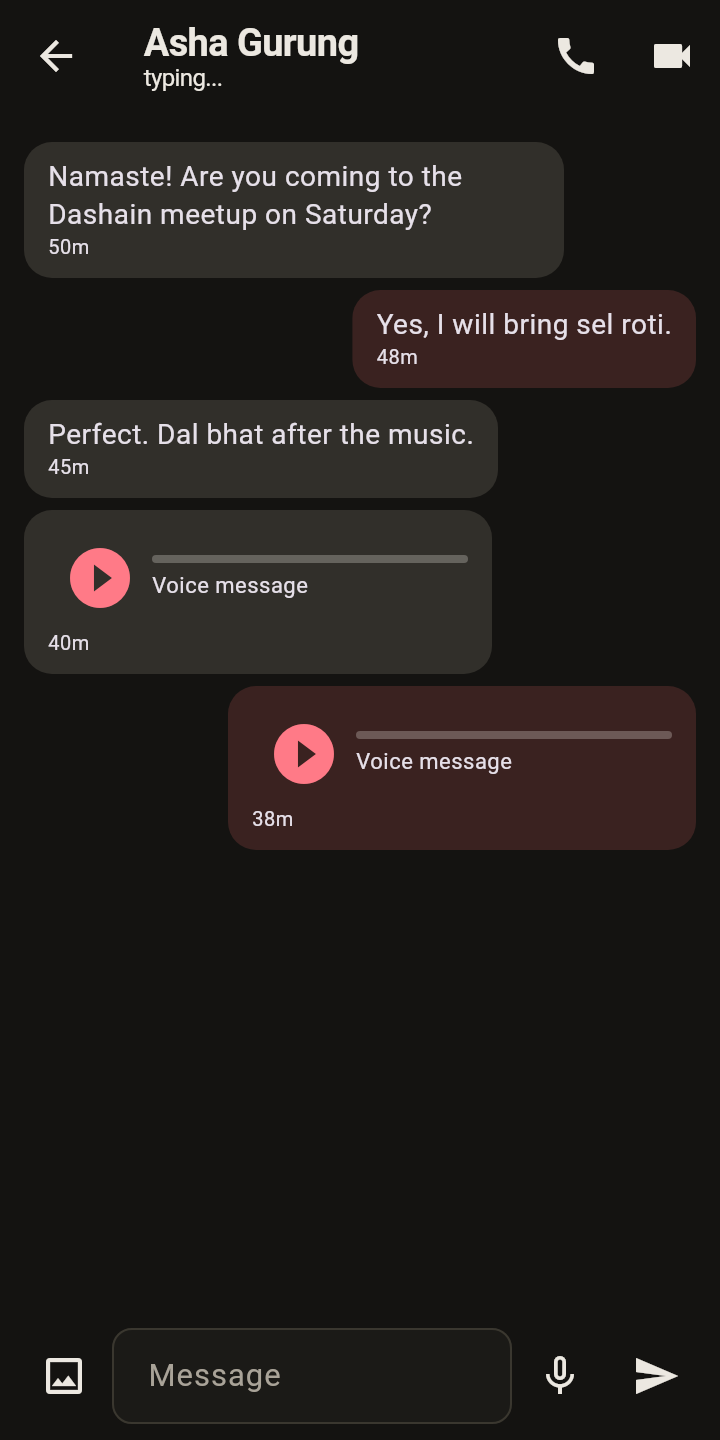 Asha Gurung
typing...
Namaste! Are you coming to the
Dashain meetup on Saturday?
50m
Yes, I will bring sel roti.
48m
Perfect. Dal bhat after the music.
45m
Voice message
40m
Voice message
38m
Message